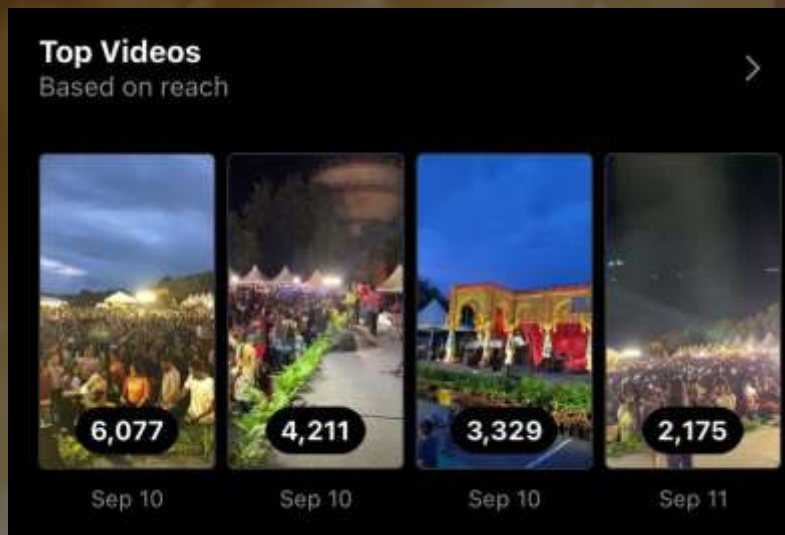 Top Videos
Based on reach
6,077
4,211
3,329
2,175
Sep 10
Sep 10
Sep 10
Sep 11